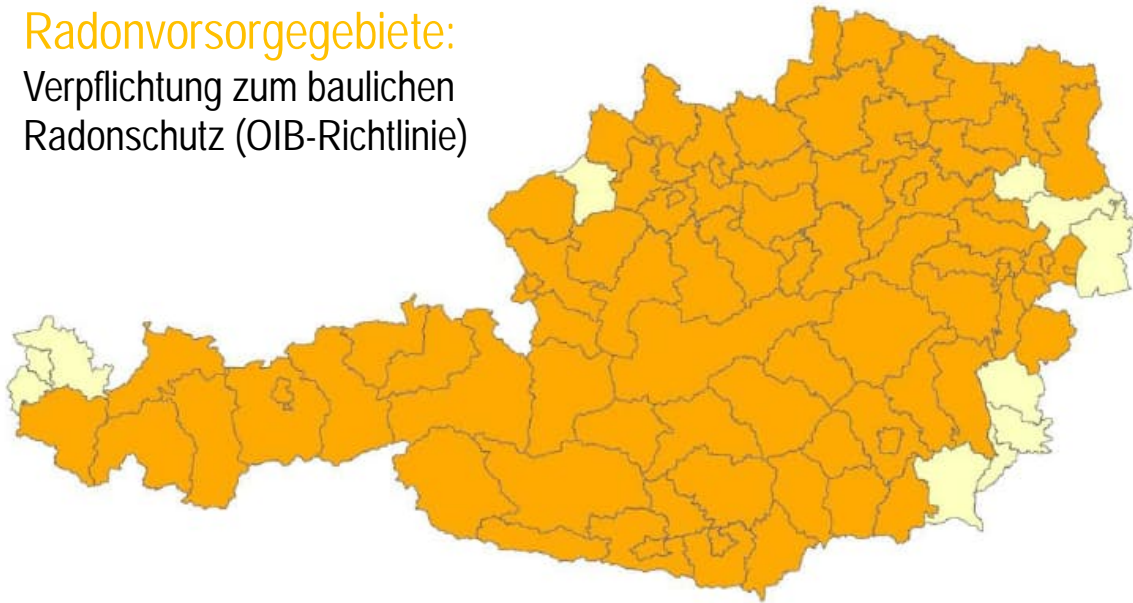 Radonvorsorgegebiete:
Verpflichtung zum baulichen
Radonschutz (OIB-Richtlinie)